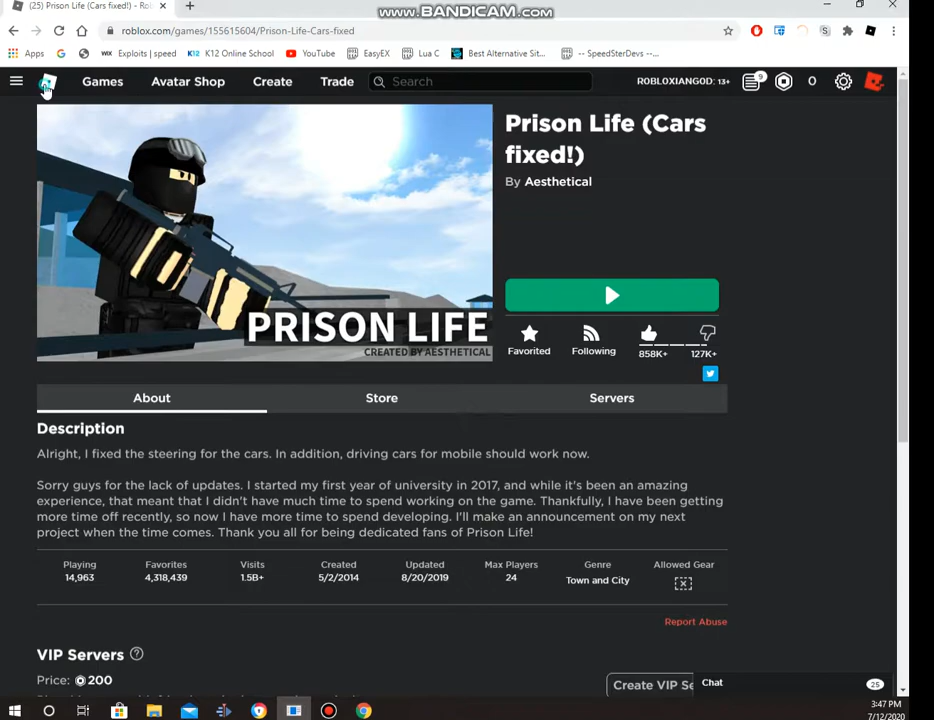 (25) Prison Life (Cars fixed!) - Rob
www.BANDICAM.com
roblox.com/games/155615604/Prison-Life-Cars-fixed
Apps
WIX Exploits | speed
K12 K12 Online School
YouTube
EasyEX
Lua C
Best Alternative Sit...
-- SpeedSterDevs --...
Games
Avatar Shop
Create
Trade
Search
R0BL0XIANG0D: 13+
9
0
PRISON LIFE
CREATED BY AESTHETICAL
Prison Life (Cars
fixed!)
By Aesthetical
Favorited
Following
858K+
127K+
About
Store
Servers
Description
Alright, I fixed the steering for the cars. In addition, driving cars for mobile should work now.
Sorry guys for the lack of updates. I started my first year of university in 2017, and while it's been an amazing
experience, that meant that I didn't have much time to spend working on the game. Thankfully, I have been getting
more time off recently, so now I have more time to spend developing. I'll make an announcement on my next
project when the time comes. Thank you all for being dedicated fans of Prison Life!
Playing Favorites Visits Created Updated Max Players Genre Allowed Gear
14,963 4,318,439 1.5B+ 5/2/2014 8/20/2019 24 Town and City
Report Abuse
VIP Servers
Price: 200
Create VIP Se
Chat
25
3:47 PM
7/12/2020